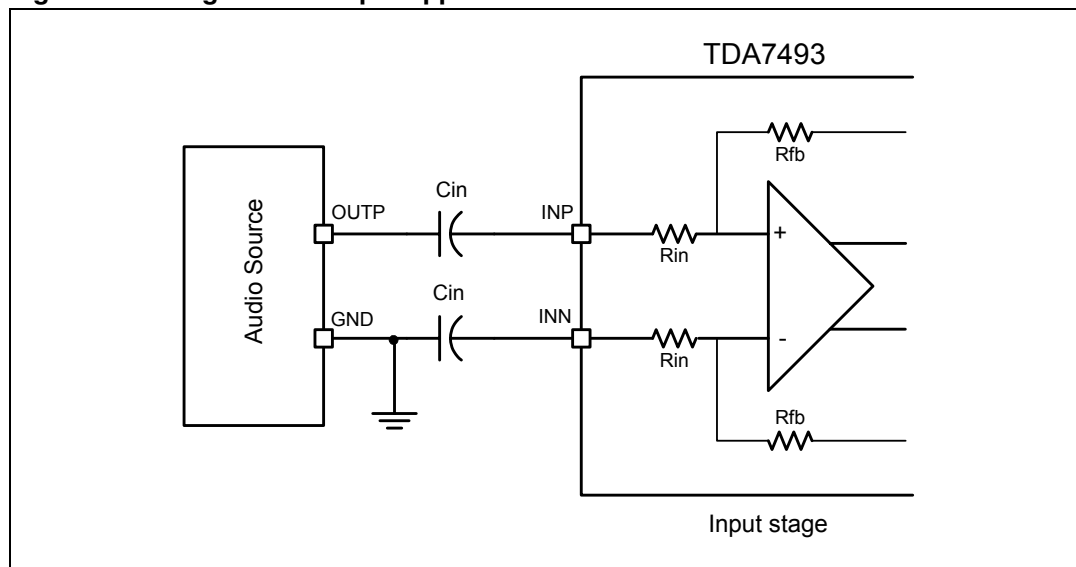 TDA7493
Rfb
Cin
OUTP
INP
+
Rin
Audio Source
Cin
GND
INN
-
Rin
Rfb
Input stage